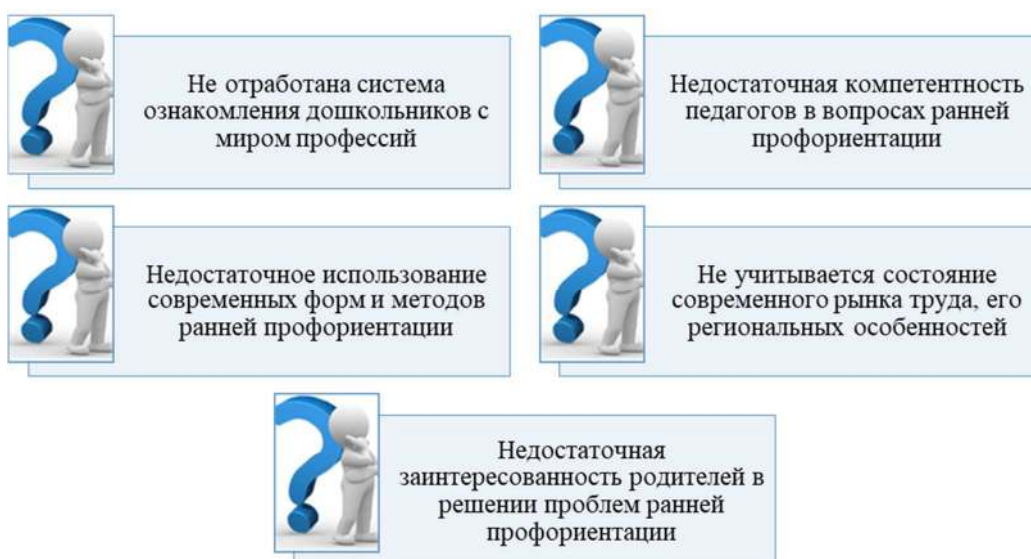 Не отработана система
ознакомления дошкольников с
миром профессий
Недостаточная компетентность
педагогов в вопросах ранней
профориентации
Недостаточное использование
современных форм и методов
ранней профориентации
Не учитывается состояние
современного рынка труда, его
региональных особенностей
Недостаточная
заинтересованность родителей в
решении проблем ранней
профориентации